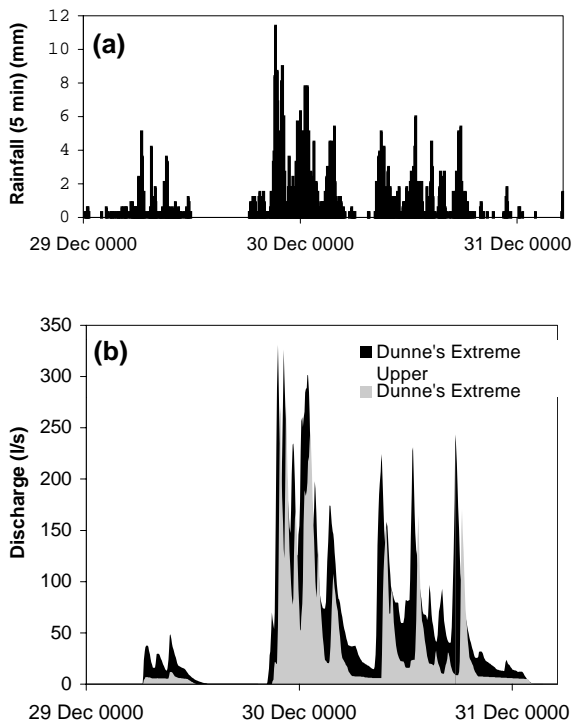 (a)
Rainfall (5 min) (mm)
12
10
8
6
4
2
0
29 Dec 0000
30 Dec 0000
31 Dec 0000
(b)
Discharge (l/s)
350
300
250
200
150
100
50
0
Dunne's Extreme
Upper
Dunne's Extreme
29 Dec 0000
30 Dec 0000
31 Dec 0000